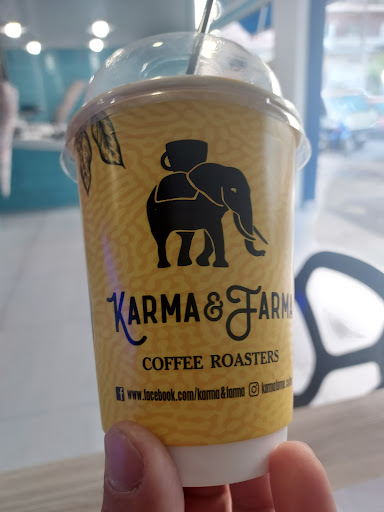 KARMA & FARMA
COFFEE ROASTERS
www.facebook.com/karma&farma